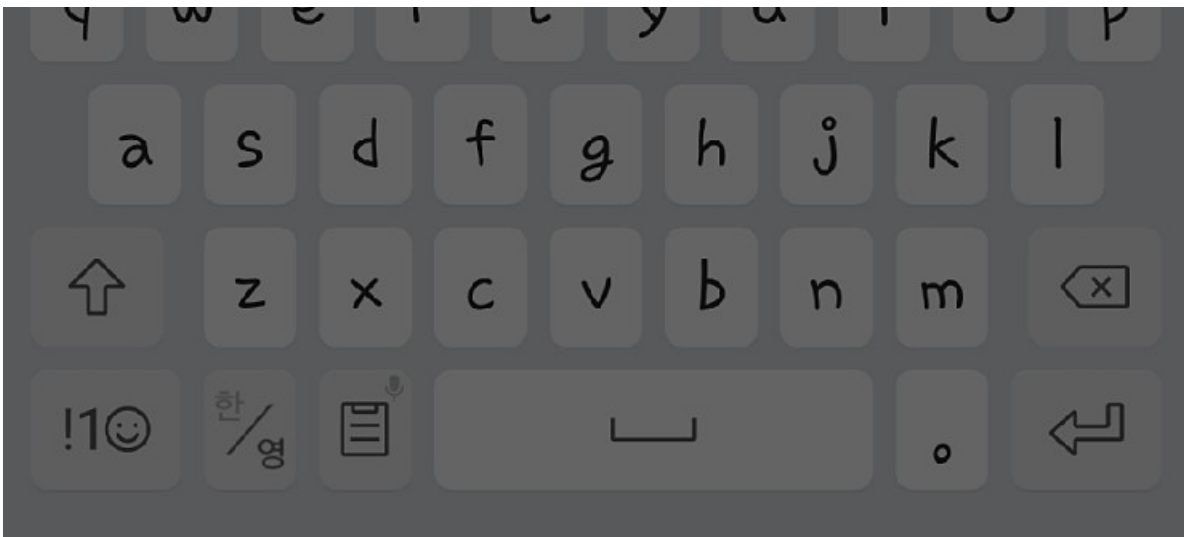 q w e r t y u i o p
a s d f g h j k l
z x c v b n m
!1☺ 한/영 .